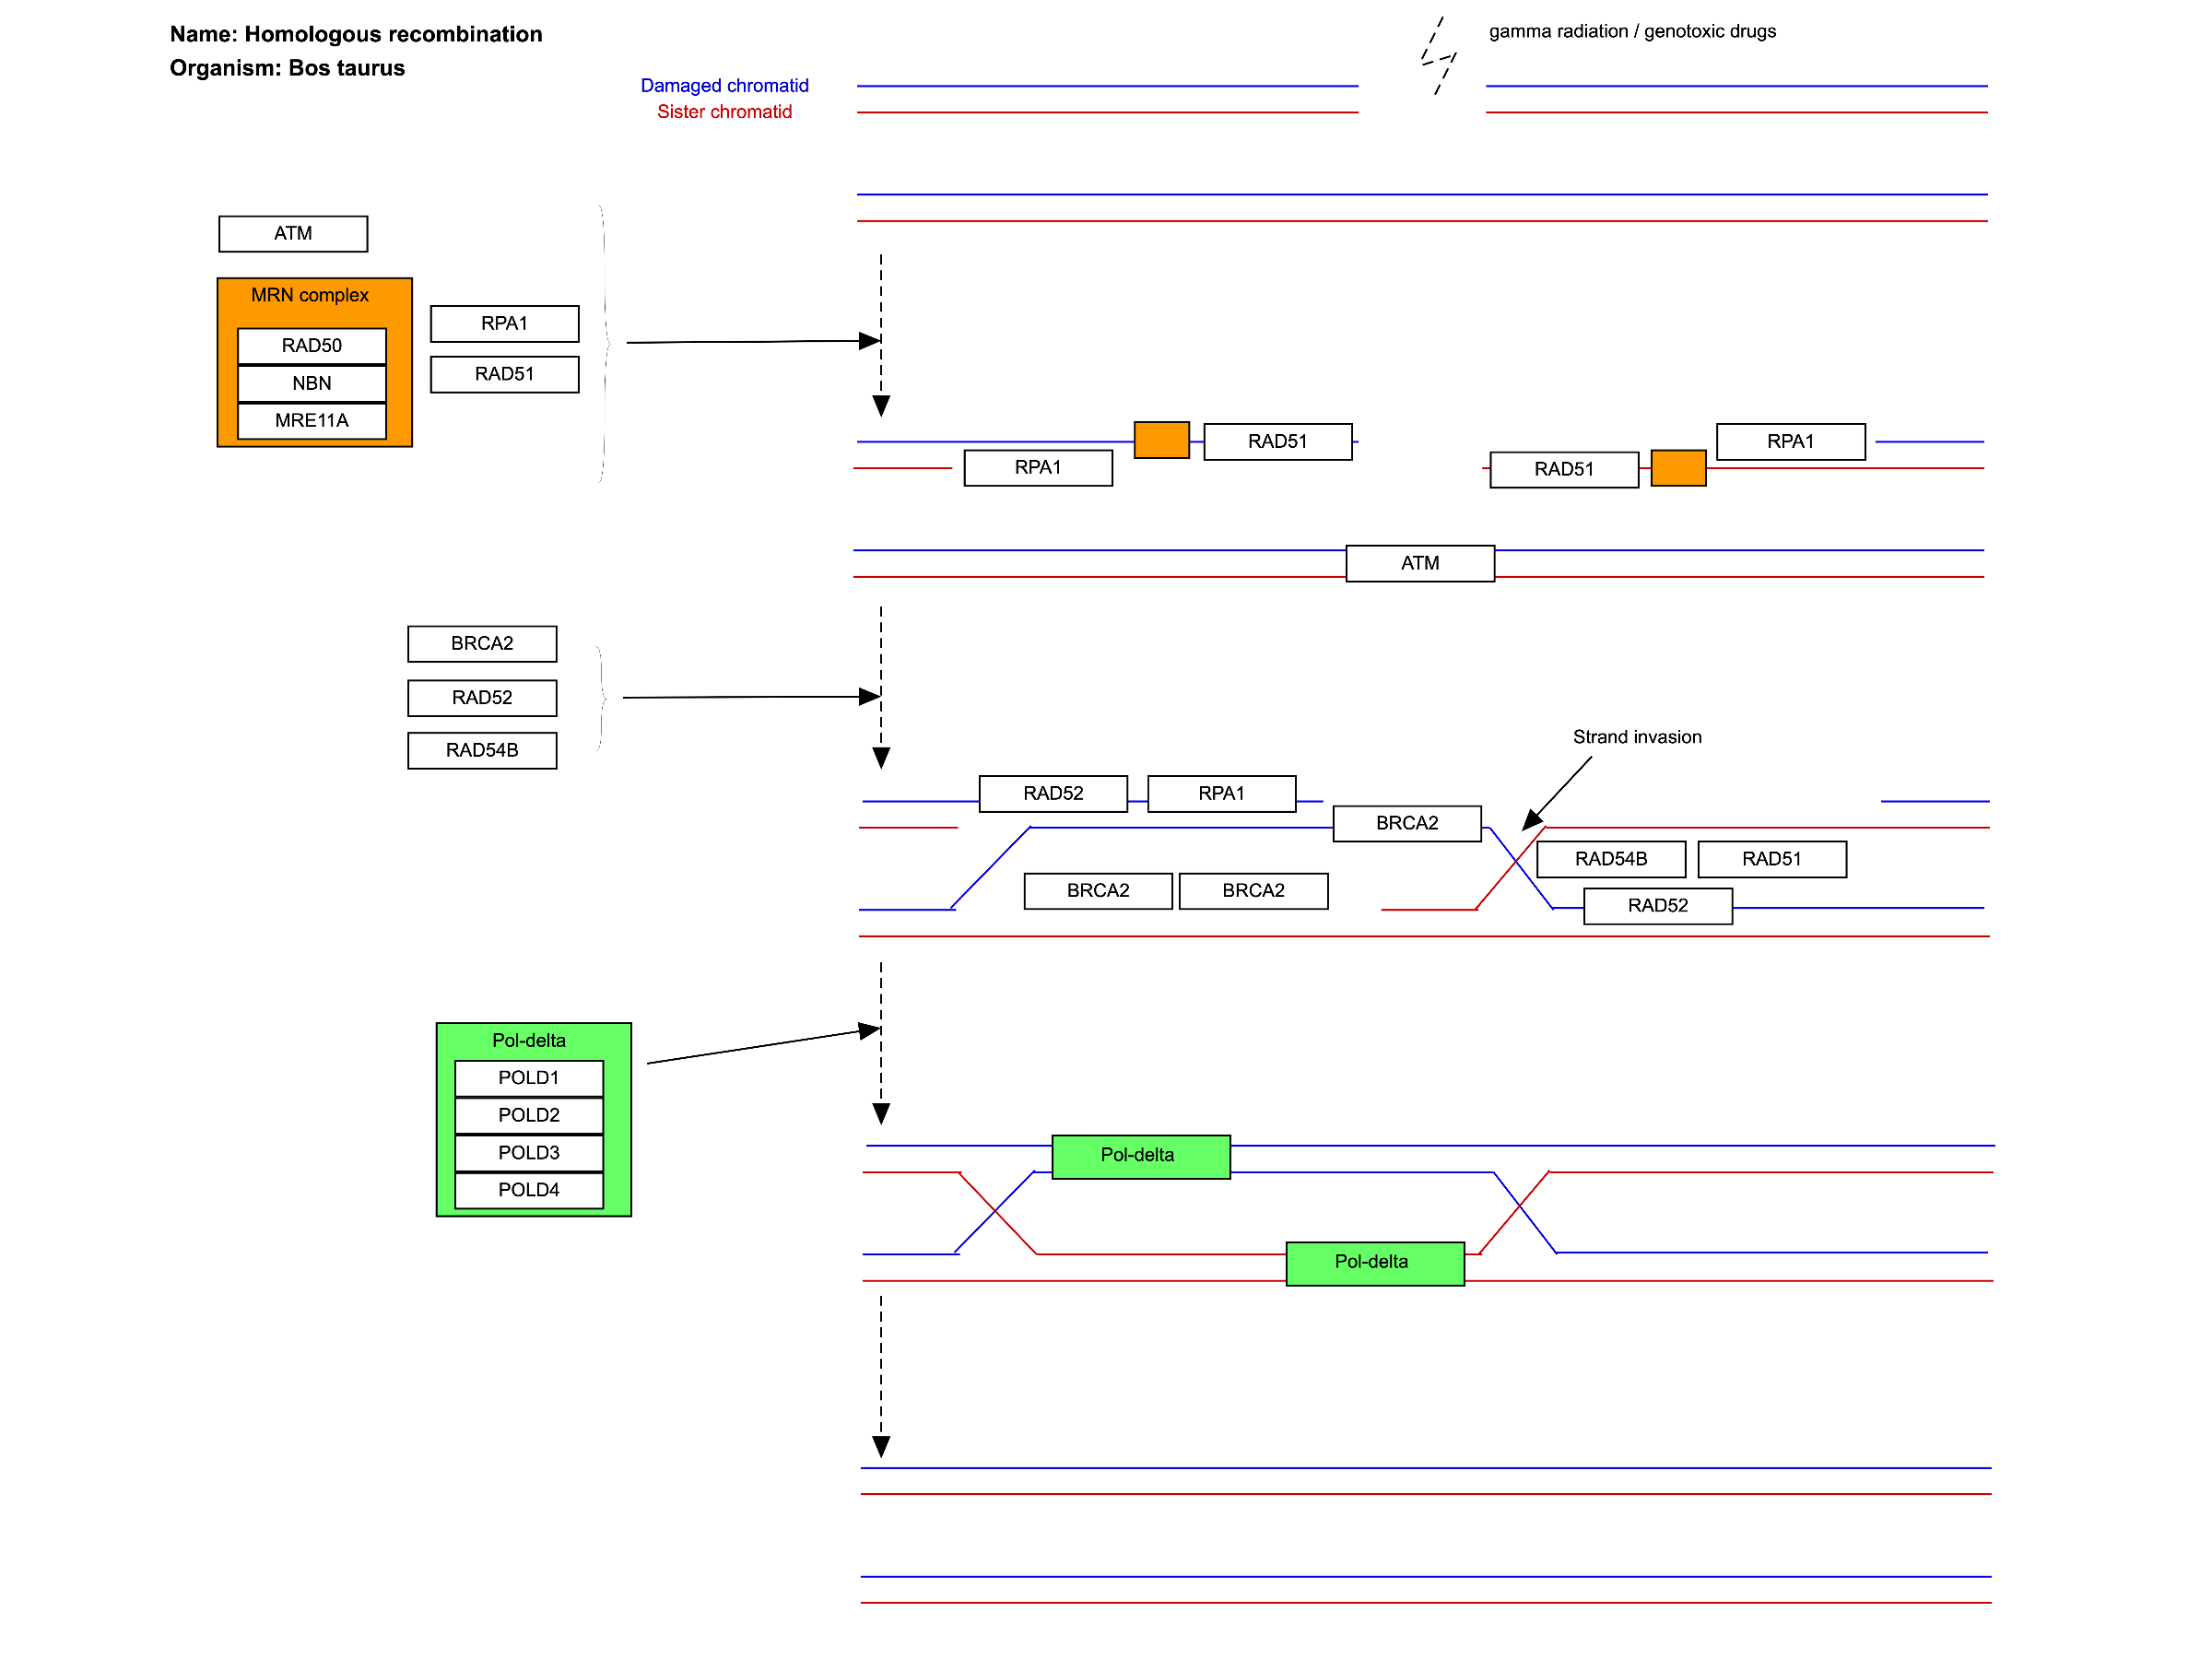 Name: Homologous recombination
Organism: Bos taurus
gamma radiation / genotoxic drugs
Damaged chromatid
Sister chromatid
ATM
MRN complex
RAD50
NBN
MRE11A
RPA1
RAD51
RAD51
RPA1
RPA1
RAD51
ATM
BRCA2
RAD52
RAD54B
Strand invasion
RAD52
RPA1
BRCA2
RAD54B
RAD51
BRCA2
BRCA2
RAD52
Pol-delta
POLD1
POLD2
POLD3
POLD4
Pol-delta
Pol-delta